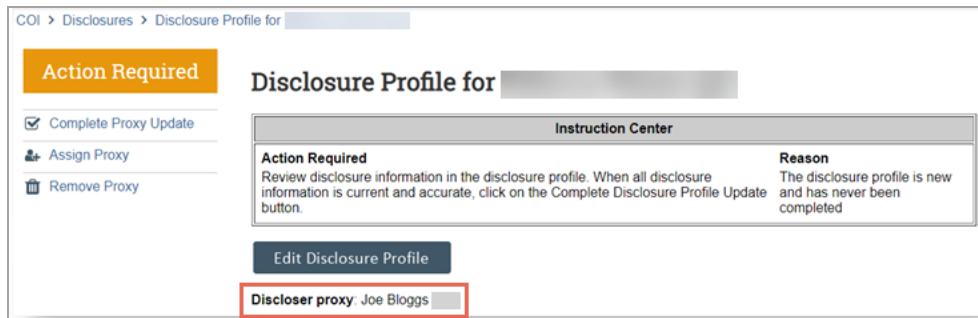 COI > Disclosures > Disclosure Profile for
Action Required
Complete Proxy Update
Assign Proxy
Remove Proxy
Disclosure Profile for
Instruction Center
Action Required
Review disclosure information in the disclosure profile. When all disclosure
information is current and accurate, click on the Complete Disclosure Profile Update
button.
Reason
The disclosure profile is new
and has never been
completed
Edit Disclosure Profile
Discloser proxy: Joe Bloggs